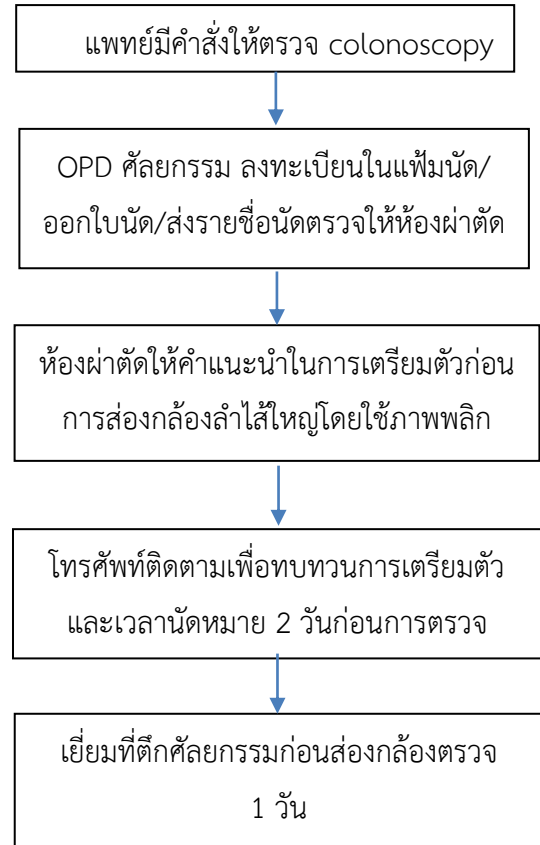 แพทย์มีคำสั่งให้ตรวจ colonoscopy
OPD ศัลยกรรม ลงทะเบียนในแฟ้มนัด/
ออกใบนัด/ส่งรายชื่อนัดตรวจให้ห้องผ่าตัด
ห้องผ่าตัดให้คำแนะนำในการเตรียมตัวก่อน
การส่องกล้องลำไส้ใหญ่โดยใช้ภาพพลิก
โทรศัพท์ติดตามเพื่อทบทวนการเตรียมตัว
และเวลานัดหมาย 2 วันก่อนการตรวจ
เยี่ยมที่ตึกศัลยกรรมก่อนส่องกล้องตรวจ
1 วัน